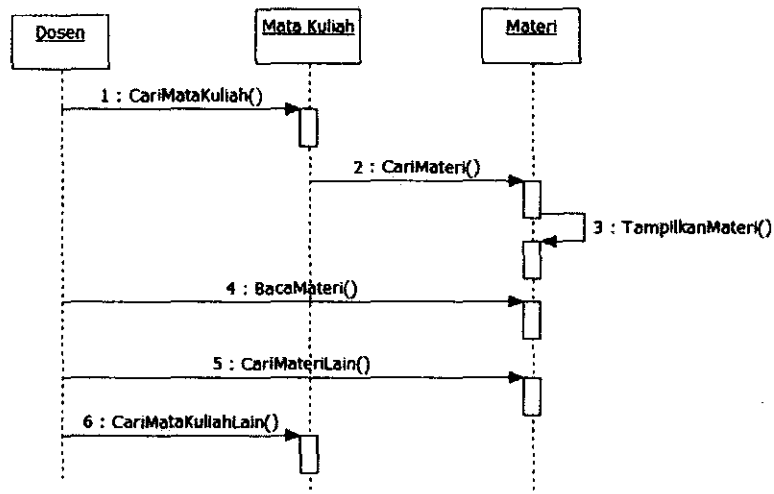 Dosen
Mata Kuliah
Materi
1 : CariMataKuliah()
2 : CariMateri()
3 : TampilkanMateri()
4 : BacaMateri()
5 : CariMateriLain()
6 : CariMataKuliahLain()